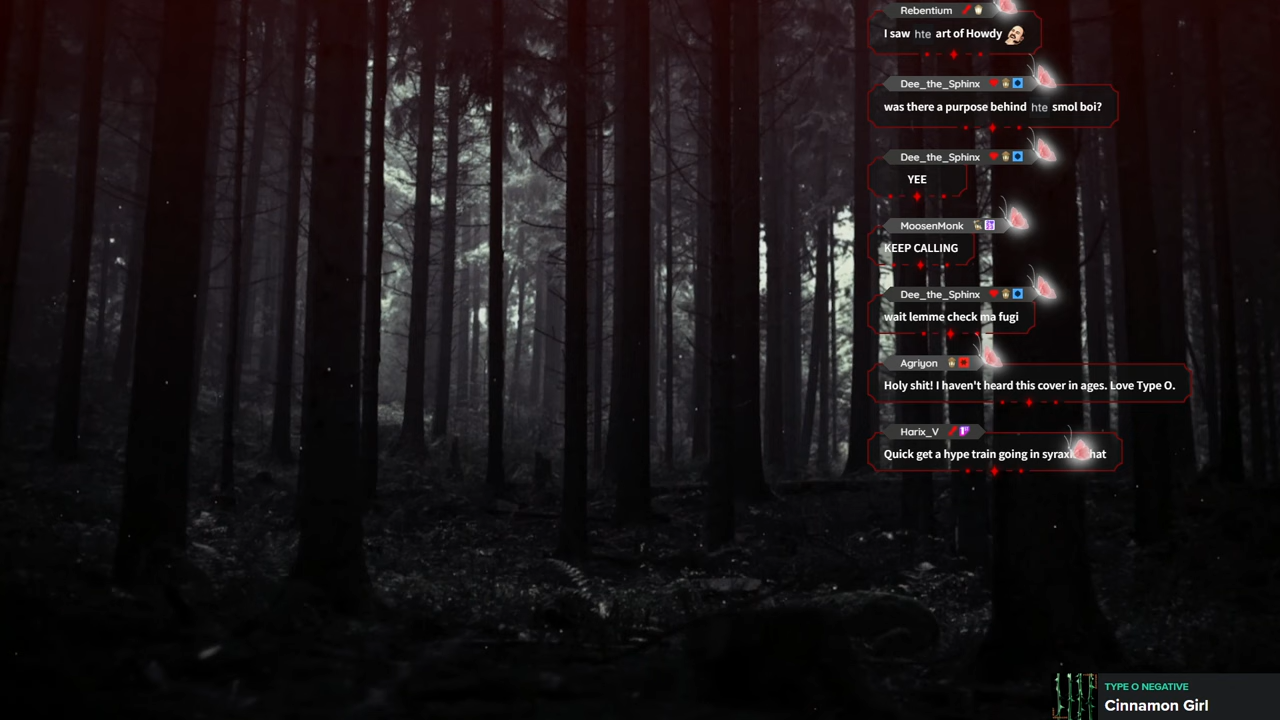 Rebentium
I saw hte art of Howdy
Dee_the_Sphinx
was there a purpose behind hte smol boi?
Dee_the_Sphinx
YEE
MoosenMonk
KEEP CALLING
Dee_the_Sphinx
wait lemme check ma fugi
Agriyon
Holy shit! I haven't heard this cover in ages. Love Type O.
Harix_V
Quick get a hype train going in
TYPE O NEGATIVE
Cinnamon Girl